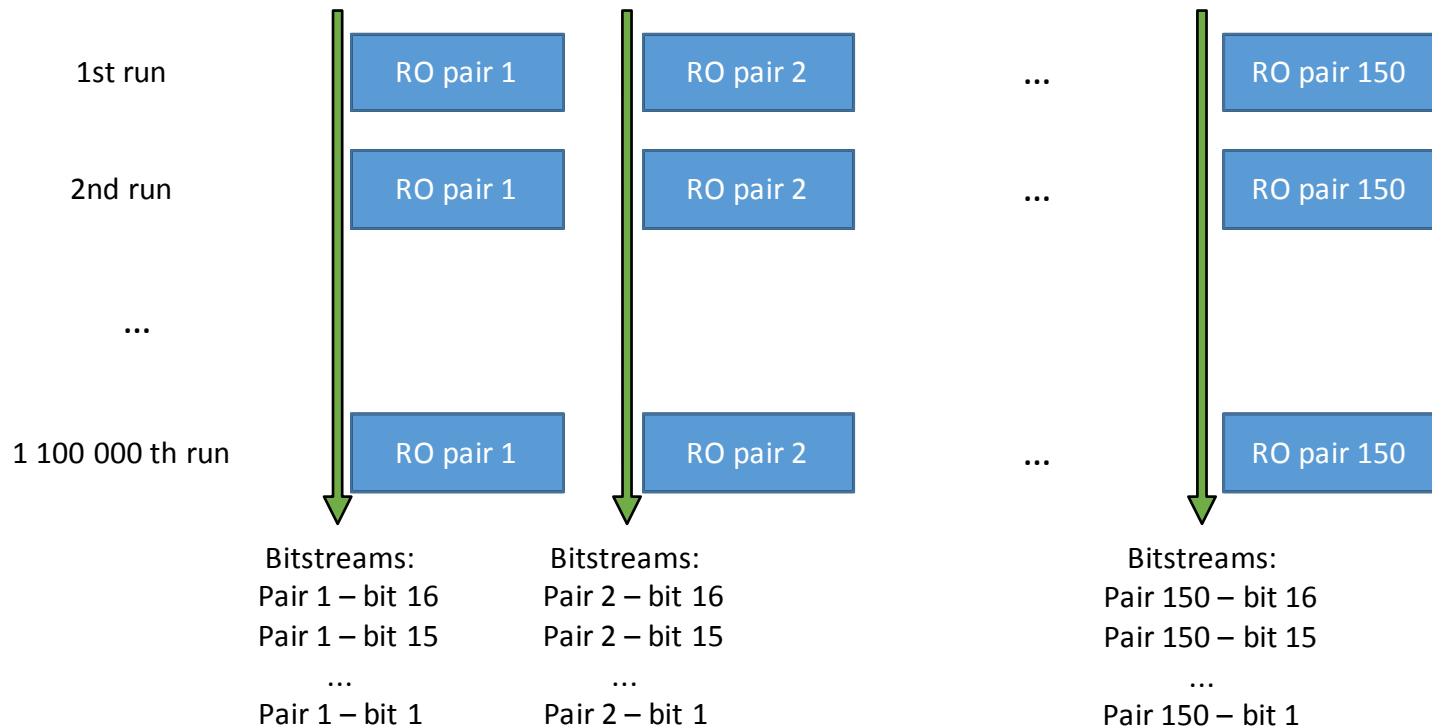 1st run RO pair 1 RO pair 2 ... RO pair 150
2nd run RO pair 1 RO pair 2 ... RO pair 150
...
1 100 000 th run RO pair 1 RO pair 2 ... RO pair 150
Bitstreams: Bitstreams: Bitstreams:
Pair 1 – bit 16 Pair 2 – bit 16 Pair 150 – bit 16
Pair 1 – bit 15 Pair 2 – bit 15 Pair 150 – bit 15
... ... ...
Pair 1 – bit 1 Pair 2 – bit 1 Pair 150 – bit 1